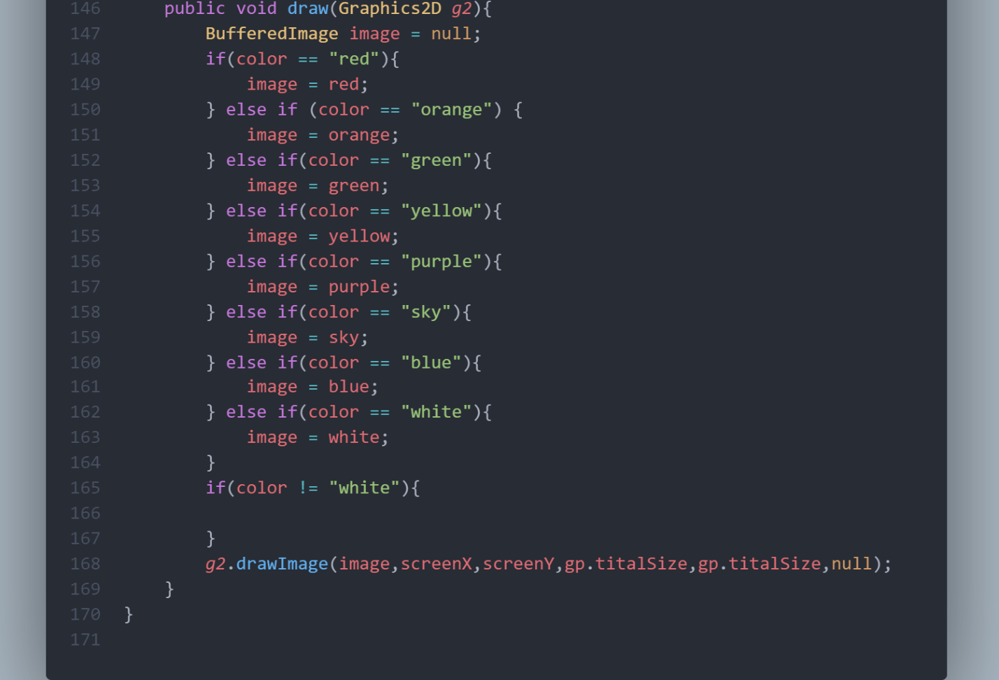 146 public void draw(Graphics2D g2){
147 BufferedImage image = null;
148 if(color == "red"){
149 image = red;
150 } else if (color == "orange") {
151 image = orange;
152 } else if(color == "green"){
153 image = green;
154 } else if(color == "yellow"){
155 image = yellow;
156 } else if(color == "purple"){
157 image = purple;
158 } else if(color == "sky"){
159 image = sky;
160 } else if(color == "blue"){
161 image = blue;
162 } else if(color == "white"){
163 image = white;
164 }
165 if(color != "white"){
166
167 }
168 g2.drawImage(image,screenX,screenY,gp.titalSize,gp.titalSize,null);
169 }
170 }
171